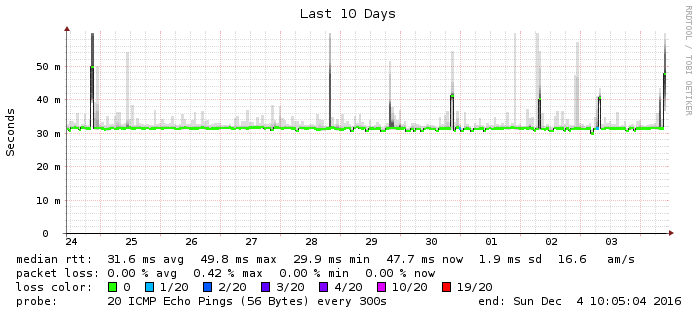 Last 10 Days
RRDTOOL / TOBI OETIKER
Seconds
50 m
40 m
30 m
20 m
10 m
0
24 25 26 27 28 29 30 01 02 03
median rtt: 31.6 ms avg 49.8 ms max 29.9 ms min 47.7 ms now 1.9 ms sd 16.6 am/s
packet loss: 0.00 % avg 0.42 % max 0.00 % min 0.00 % now
loss color: 0 1/20 2/20 3/20 4/20 10/20 19/20
probe: 20 ICMP Echo Pings (56 Bytes) every 300s end: Sun Dec 4 10:05:04 2016